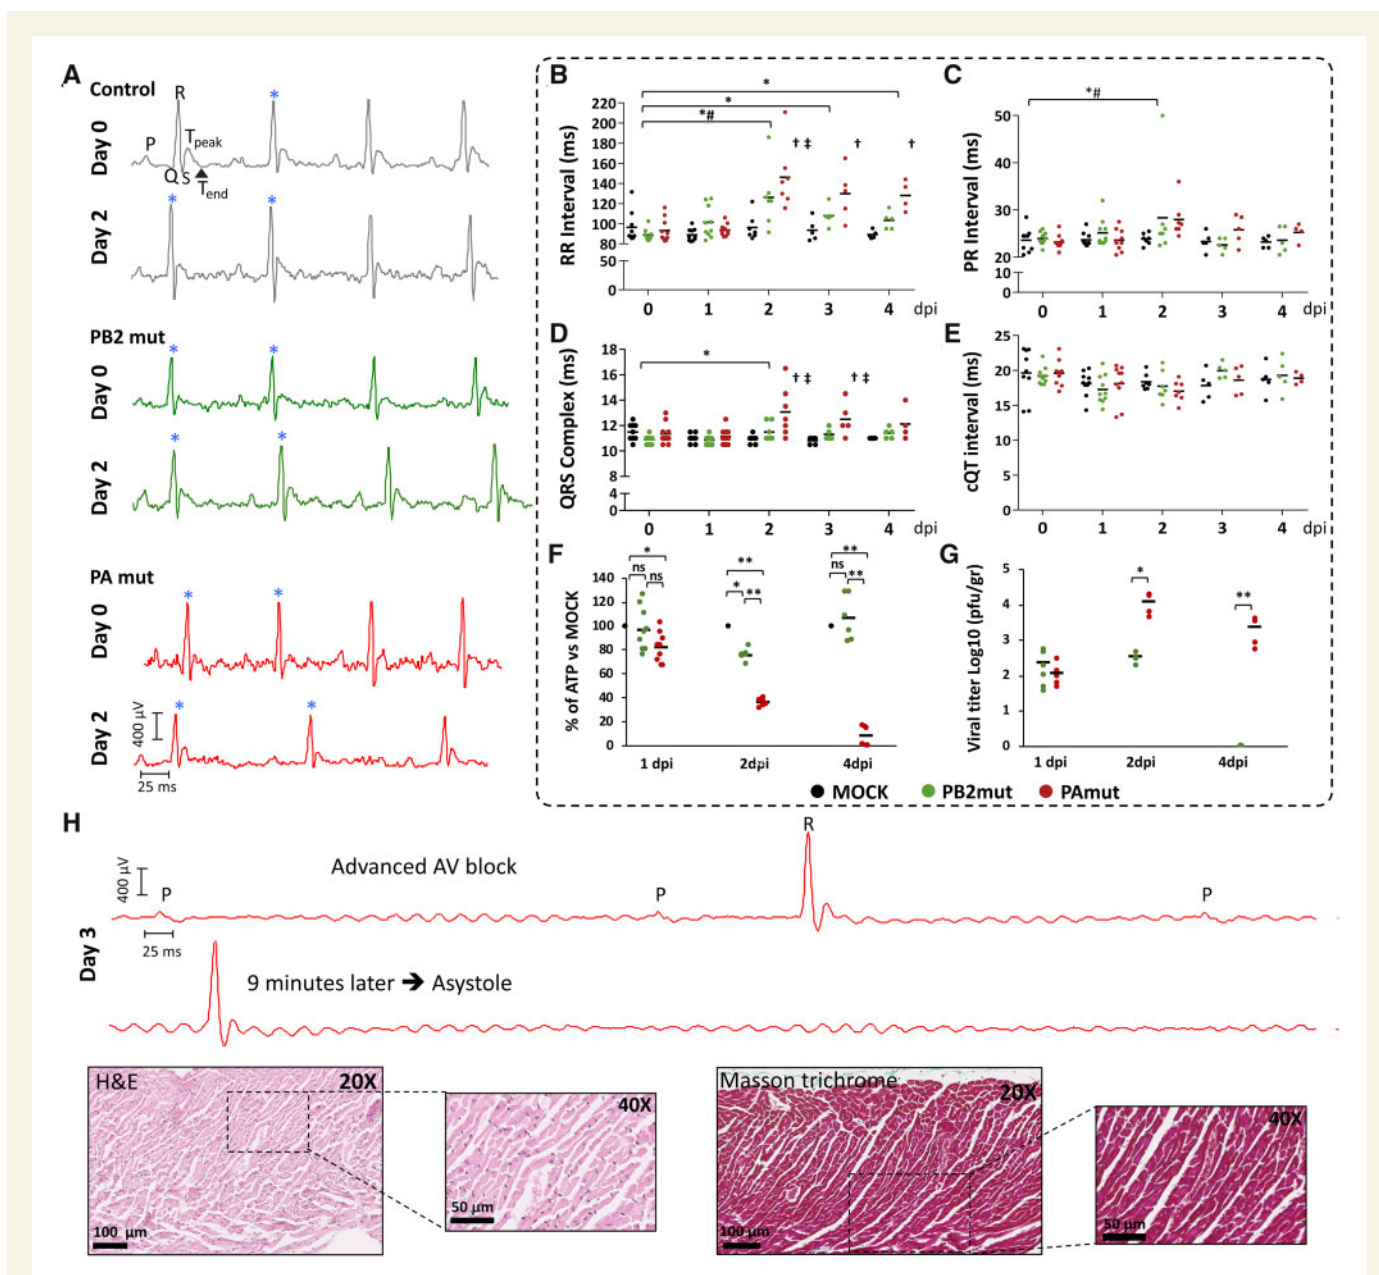 A
Control
Day 0
P
R
T peak
Q S
T end
*
Day 2
* *
PB2 mut
Day 0
* *
Day 2
* *
PA mut
Day 0
* *
Day 2
* *
400 µV
25 ms
B
RR Interval (ms)
*
*
*#
† ‡ † †
220
200
180
160
140
120
100
80
50
0
0 1 2 3 4 dpi
C
PR Interval (ms)
*#
50
40
30
20
10
0
0 1 2 3 4
D
QRS Complex (ms)
*
† ‡ † ‡
18
16
14
12
10
8
4
0
0 1 2 3 4 dpi
E
cQT interval (ms)
25
20
15
10
0
0 1 2 3 4 dpi
F
% of ATP vs MOCK
* ** **
ns ns * ** ns **
140
120
100
80
60
40
20
0
1 dpi 2dpi 4dpi
G
Viral titer Log10 (pfu/gr)
* **
5
4
3
2
1
0
1 dpi 2dpi 4dpi
MOCK PB2mut PAmut
H
Day 3
400 µV
25 ms
Advanced AV block
P P R P
9 minutes later ➔ Asystole
H&E 20X
100 µm
40X
50 µm
Masson trichrome
20X
100 µm
40X
50 µm